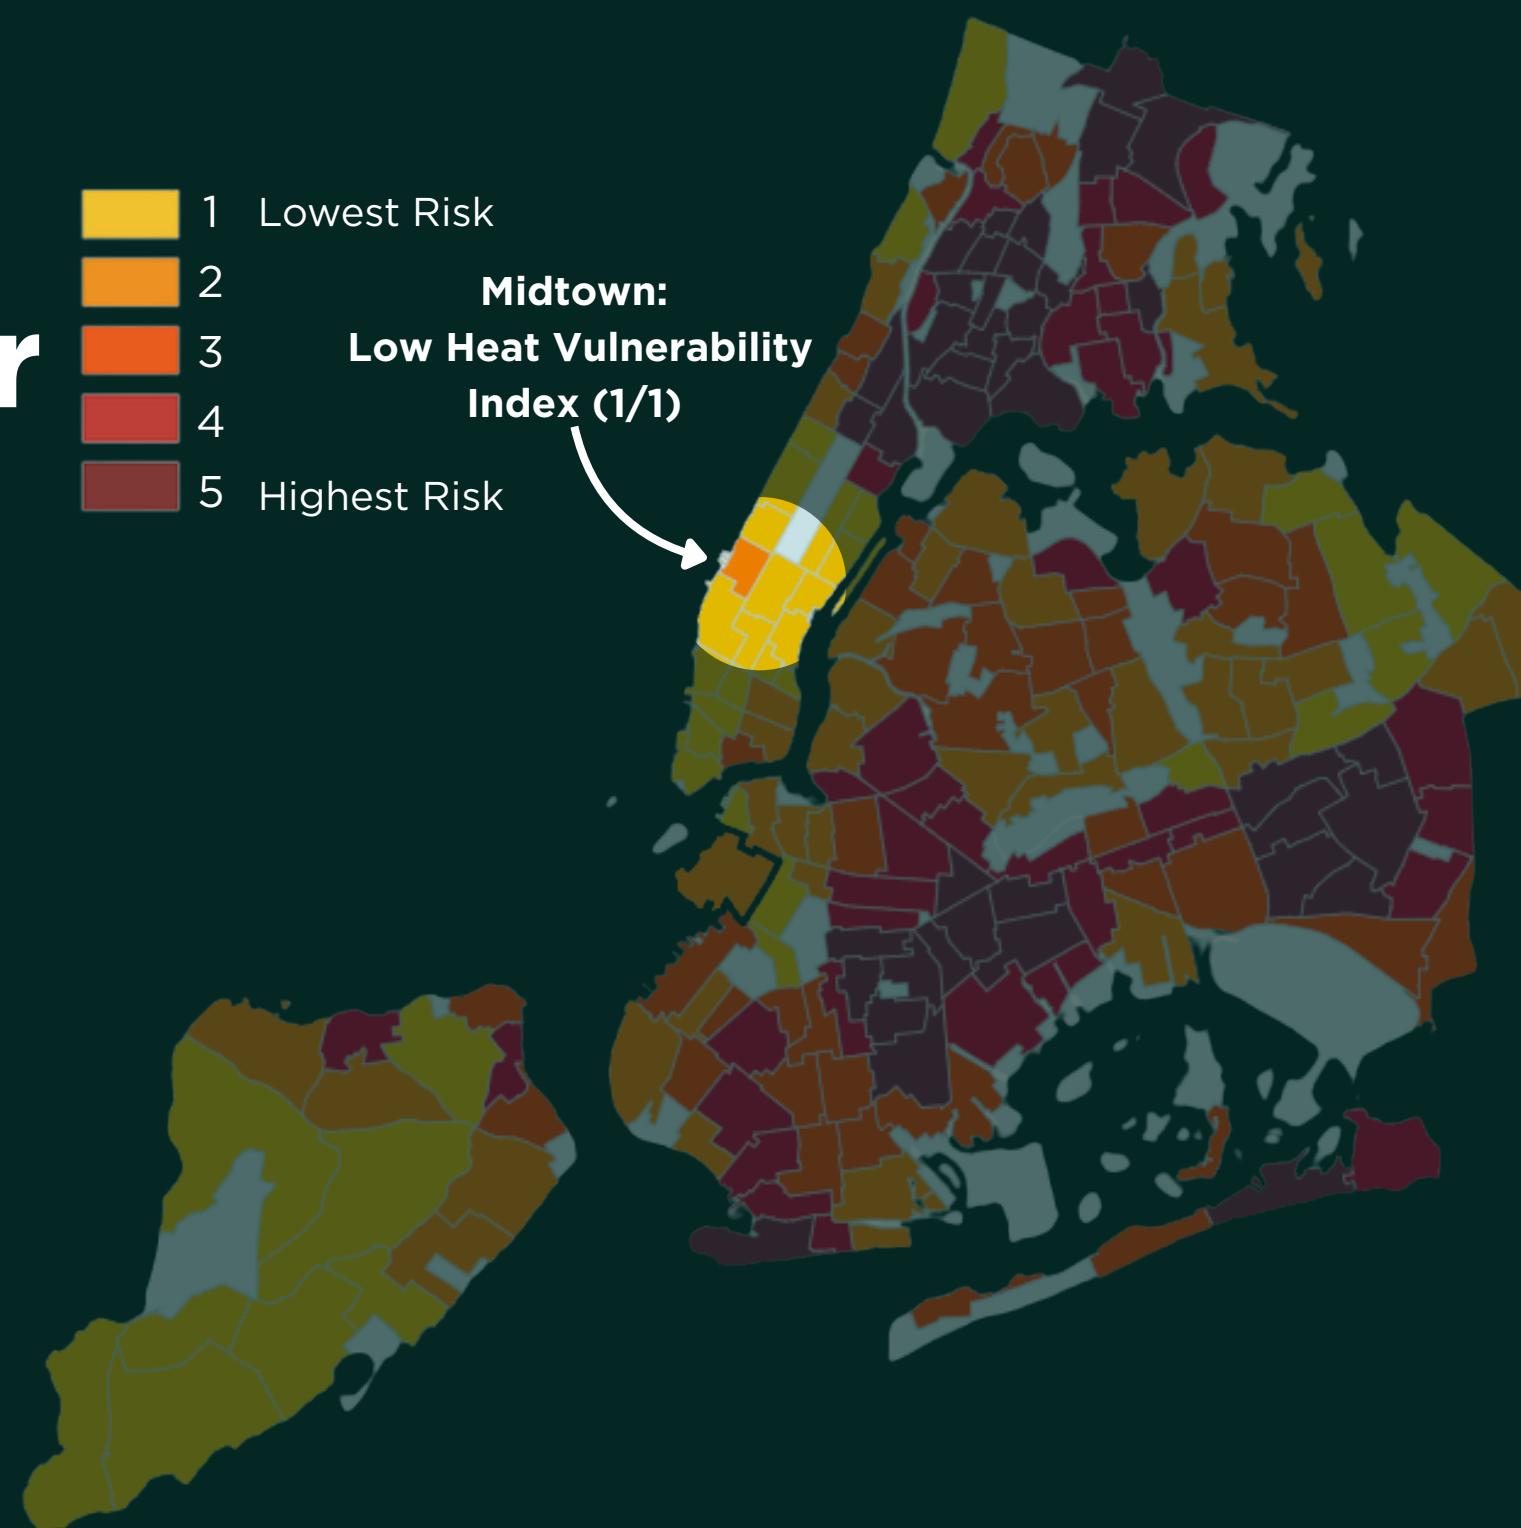 1 Lowest Risk
2
3
4
5 Highest Risk
r
Midtown:
Low Heat Vulnerability
Index (1/1)